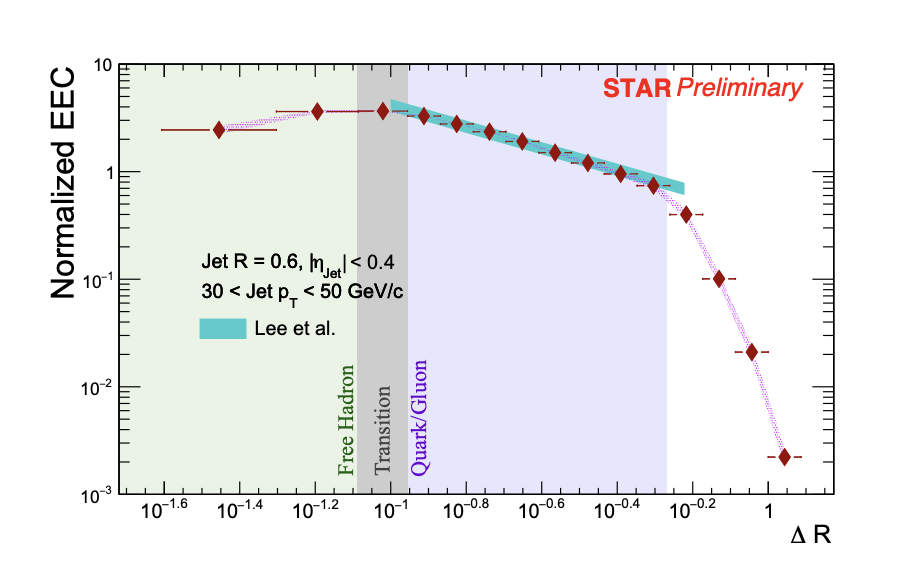 Normalized EEC
10
1
10⁻¹
10⁻²
10⁻³
STAR Preliminary
Jet R = 0.6, |η_Jet| < 0.4
30 < Jet p_T < 50 GeV/c
Lee et al.
Free Hadron
Transition
Quark/Gluon
10⁻¹·⁶ 10⁻¹·⁴ 10⁻¹·² 10⁻¹ 10⁻⁰·⁸ 10⁻⁰·⁶ 10⁻⁰·⁴ 10⁻⁰·² 1
Δ R